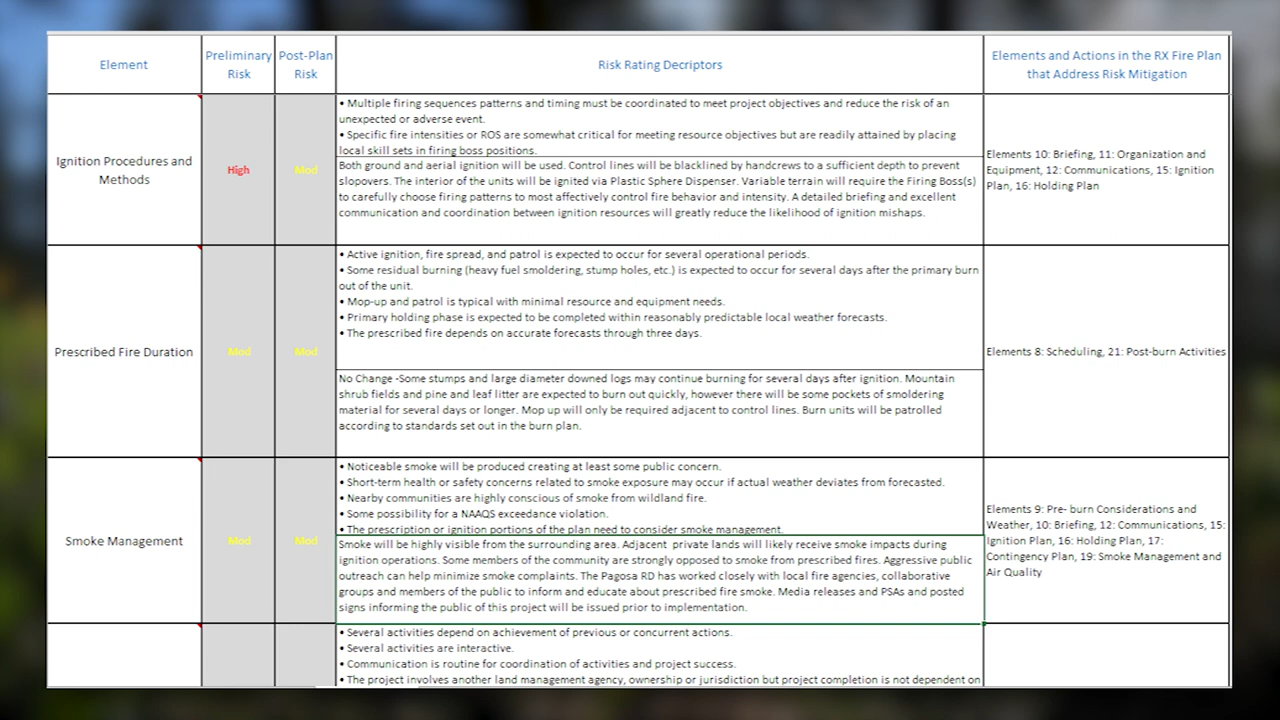 Element
Preliminary
Risk
Post-Plan
Risk
Risk Rating Decriptors
Elements and Actions in the RX Fire Plan
that Address Risk Mitigation
Ignition Procedures and
Methods
High
Mod
• Multiple firing sequences patterns and timing must be coordinated to meet project objectives and reduce the risk of an
unexpected or adverse event.
• Specific fire intensities or ROS are somewhat critical for meeting resource objectives but are readily attained by placing
local skill sets in firing boss positions.
Both ground and aerial ignition will be used. Control lines will be blacklined by handcrews to a sufficient depth to prevent
slopovers. The interior of the units will be ignited via Plastic Sphere Dispenser. Variable terrain will require the Firing Boss(s)
to carefully choose firing patterns to most affectively control fire behavior and intensity. A detailed briefing and excellent
communication and coordination between ignition resources will greatly reduce the likelihood of ignition mishaps.
Elements 10: Briefing, 11: Organization and
Equipment, 12: Communications, 15: Ignition
Plan, 16: Holding Plan
Prescribed Fire Duration
Mod
Mod
• Active ignition, fire spread, and patrol is expected to occur for several operational periods.
• Some residual burning (heavy fuel smoldering, stump holes, etc.) is expected to occur for several days after the primary burn
out of the unit.
• Mop-up and patrol is typical with minimal resource and equipment needs.
• Primary holding phase is expected to be completed within reasonably predictable local weather forecasts.
• The prescribed fire depends on accurate forecasts through three days.
No Change -Some stumps and large diameter downed logs may continue burning for several days after ignition. Mountain
shrub fields and pine and leaf litter are expected to burn out quickly, however there will be some pockets of smoldering
material for several days or longer. Mop up will only be required adjacent to control lines. Burn units will be patrolled
according to standards set out in the burn plan.
Elements 8: Scheduling, 21: Post-burn Activities
Smoke Management
Mod
Mod
• Noticeable smoke will be produced creating at least some public concern.
• Short-term health or safety concerns related to smoke exposure may occur if actual weather deviates from forecasted.
• Nearby communities are highly conscious of smoke from wildland fire.
• Some possibility for a NAAQS exceedance violation.
• The prescription or ignition portions of the plan need to consider smoke management.
Smoke will be highly visible from the surrounding area. Adjacent  private lands will likely receive smoke impacts during
ignition operations. Some members of the community are strongly opposed to smoke from prescribed fires. Aggressive public
outreach can help minimize smoke complaints. The Pagosa RD has worked closely with local fire agencies, collaborative
groups and members of the public to inform and educate about prescribed fire smoke. Media releases and PSAs and posted
signs informing the public of this project will be issued prior to implementation.
Elements 9: Pre- burn Considerations and
Weather, 10: Briefing, 12: Communications, 15:
Ignition Plan, 16: Holding Plan, 17:
Contingency Plan, 19: Smoke Management and
Air Quality
• Several activities depend on achievement of previous or concurrent actions.
• Several activities are interactive.
• Communication is routine for coordination of activities and project success.
• The project involves another land management agency, ownership or jurisdiction but project completion is not dependent on